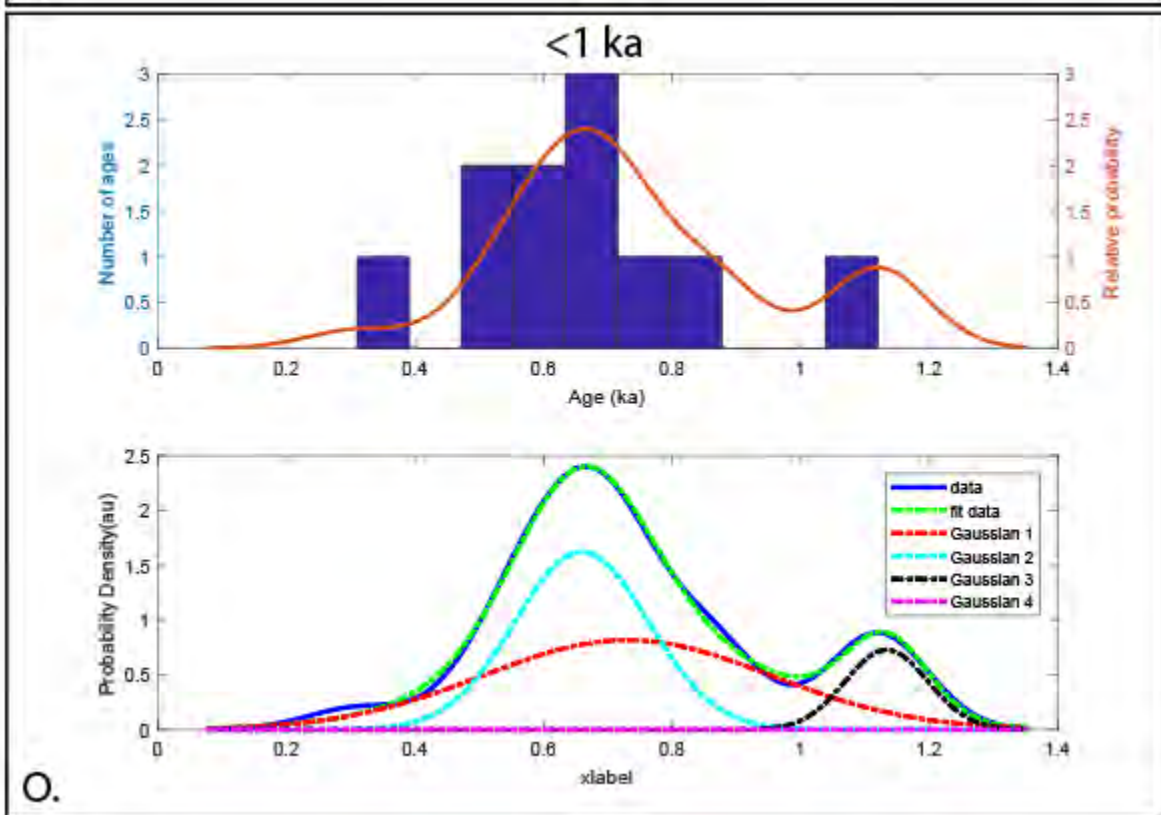 <1 ka
3
2.5
2
1.5
1
0.5
0
Number of ages
3
2.5
2
1.5
1
0.5
0
Relative probability
0 0.2 0.4 0.6 0.8 1 1.2 1.4
Age (ka)
2.5
2
1.5
1
0.5
0
Probability Density(au)
data
fit data
Gaussian 1
Gaussian 2
Gaussian 3
Gaussian 4
0 0.2 0.4 0.6 0.8 1 1.2 1.4
xlabel
O.